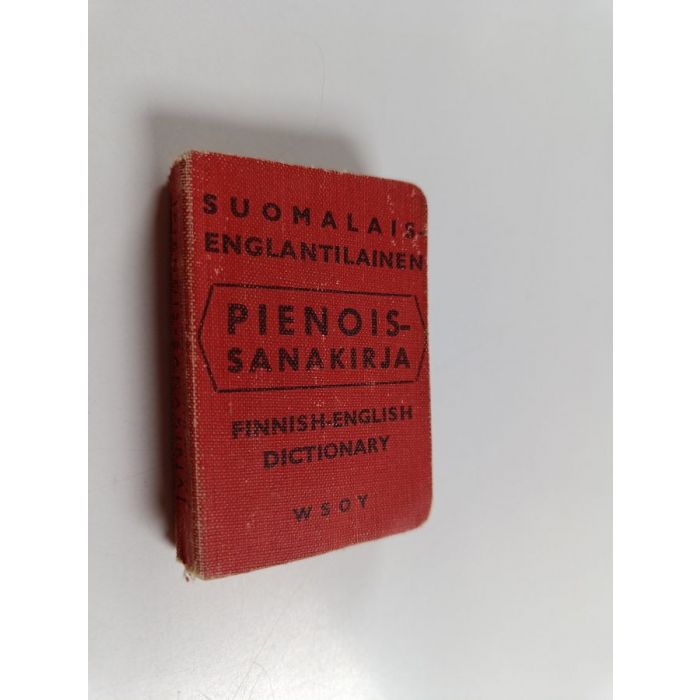 SUOMALAIS-
ENGLANTILAINEN
PIENOIS-
SANAKIRJA
FINNISH-ENGLISH
DICTIONARY
WSOY